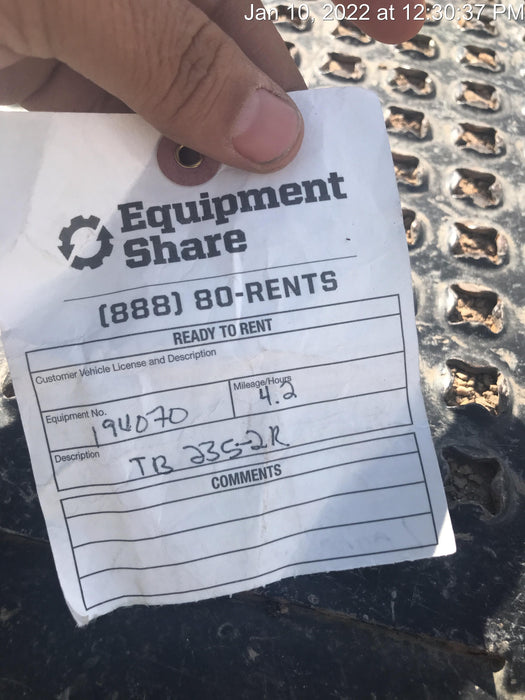 Jan 10, 2022 at 12:30:37 PM
Equipment
Share
(888) 80-RENTS
READY TO RENT
Customer Vehicle License and Description
Equipment No. 194070
Mileage/Hours 4.2
Description TB 235-2R
COMMENTS